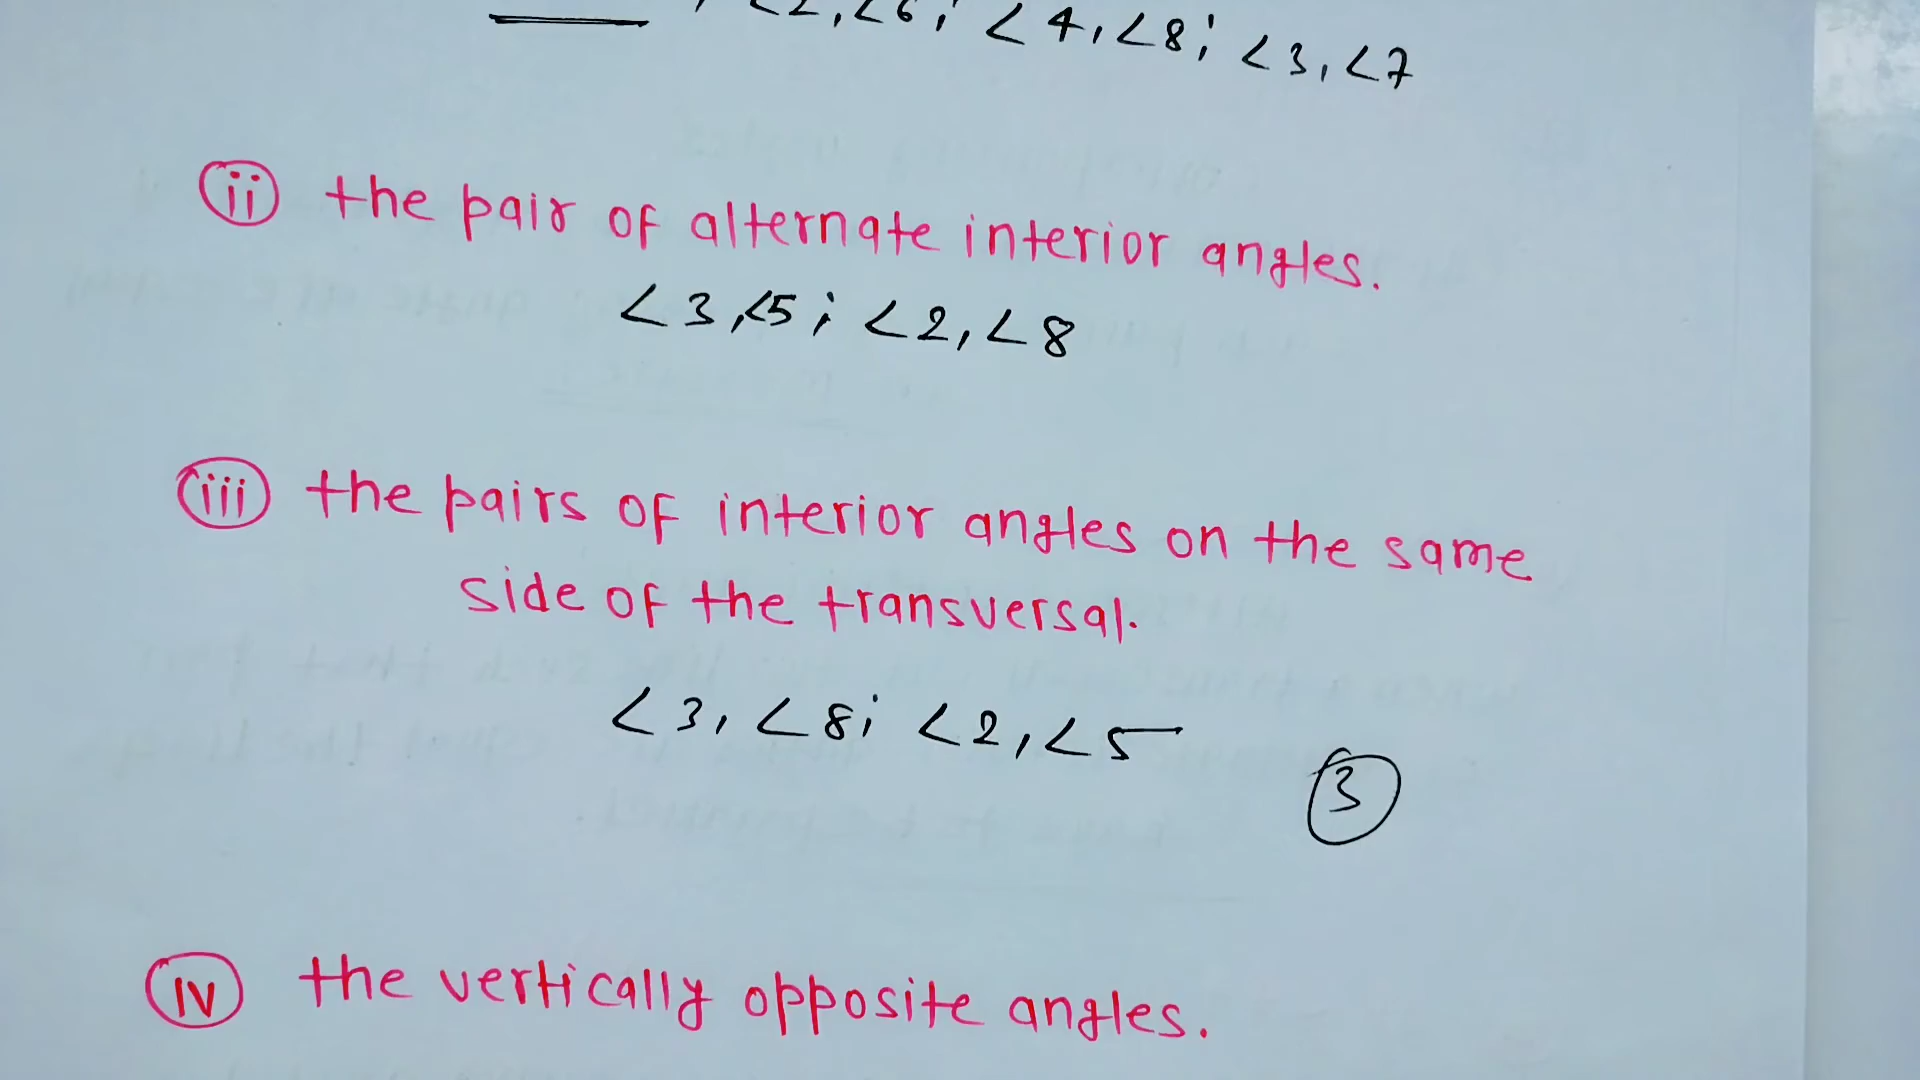 ∠2, ∠6; ∠4, ∠8; ∠3, ∠7
(ii) the pair of alternate interior angles.
∠3, ∠5; ∠2, ∠8
(iii) the pairs of interior angles on the same
side of the transversal.
∠3, ∠8; ∠2, ∠5
3
(iv) the vertically opposite angles.